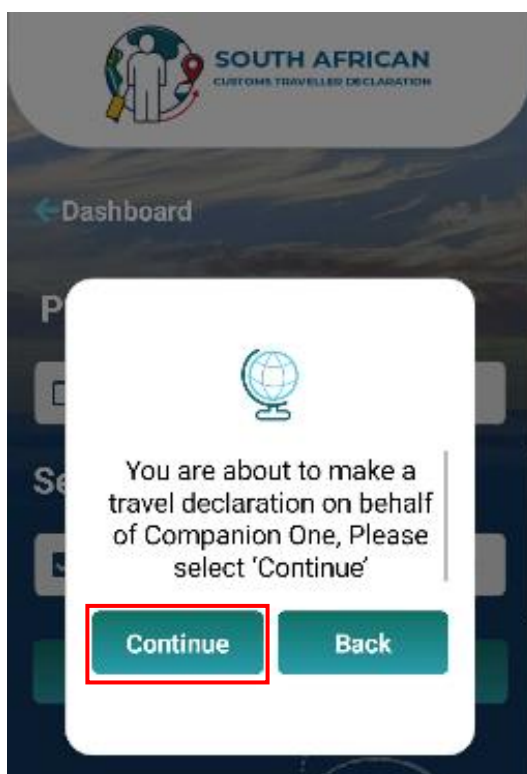 SOUTH AFRICAN
CUSTOMS TRAVELLER DECLARATION
Dashboard
P
Se
You are about to make a
travel declaration on behalf
of Companion One, Please
select ‘Continue’
Continue
Back